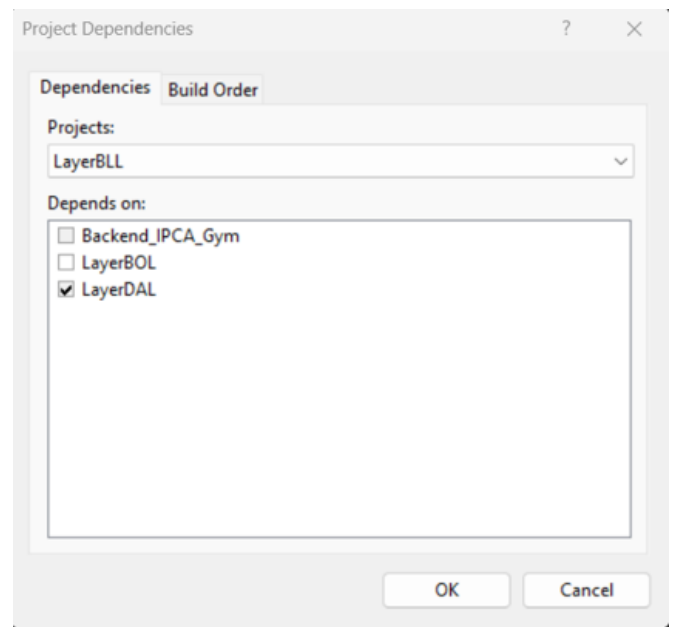 Project Dependencies ?
Dependencies Build Order
Projects:
LayerBLL
Depends on:
Backend_IPCA_Gym
LayerBOL
LayerDAL
OK Cancel